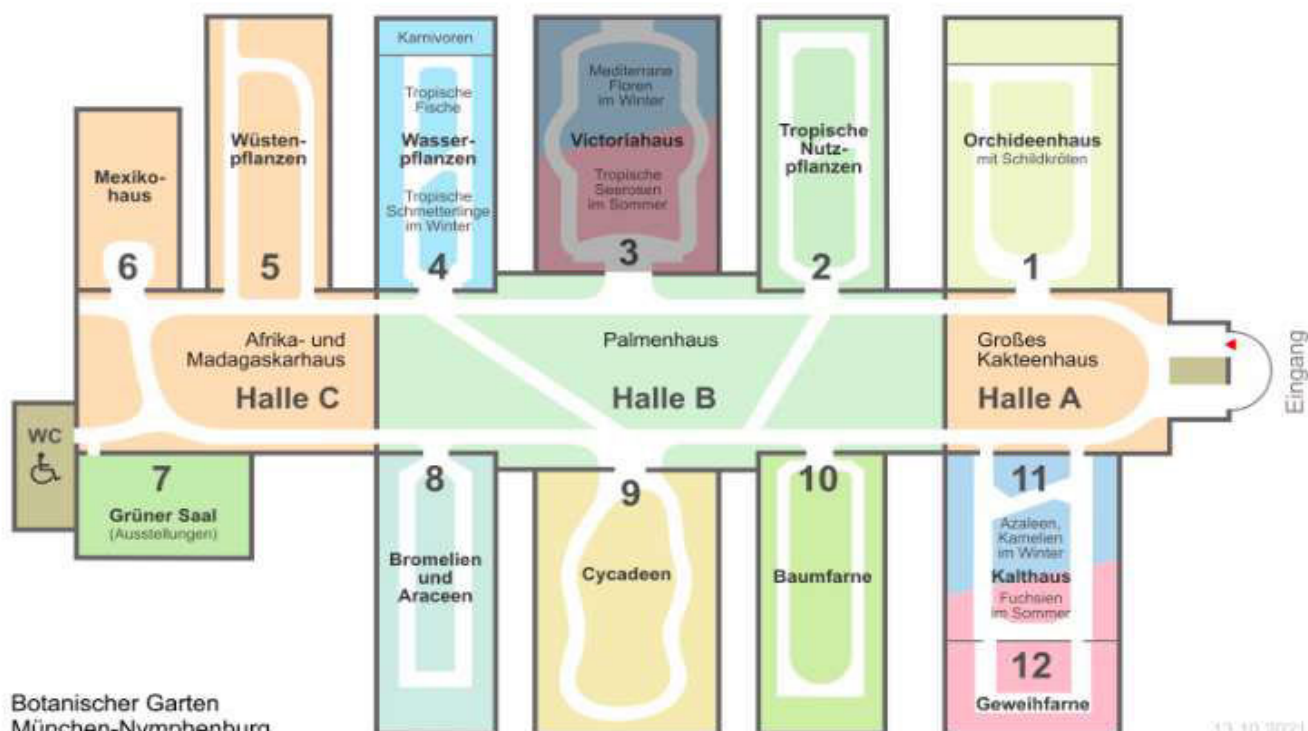 Karnivoren
Tropische
Fische
Wasser-
pflanzen
Tropische
Schmetterlinge
im Winter
4
Mediterrane
Floren
im Winter
Victoriahaus
Tropische
Seerosen
im Sommer
3
Tropische
Nutz-
pflanzen
2
Orchideenhaus
mit Schildkröten
1
Wüsten-
pflanzen
5
Mexiko-
haus
6
Afrika- und
Madagaskarhaus
Halle C
Palmenhaus
Halle B
Großes
Kakteenhaus
Halle A
Eingang
WC
7
Grüner Saal
(Ausstellungen)
8
Bromelien
und
Araceen
9
Cycadeen
10
Baumfarne
11
Azaleen,
Kamelien
im Winter
Kalthaus
Fuchsien
im Sommer
12
Geweihfarne
Botanischer Garten
München-Nymphenburg